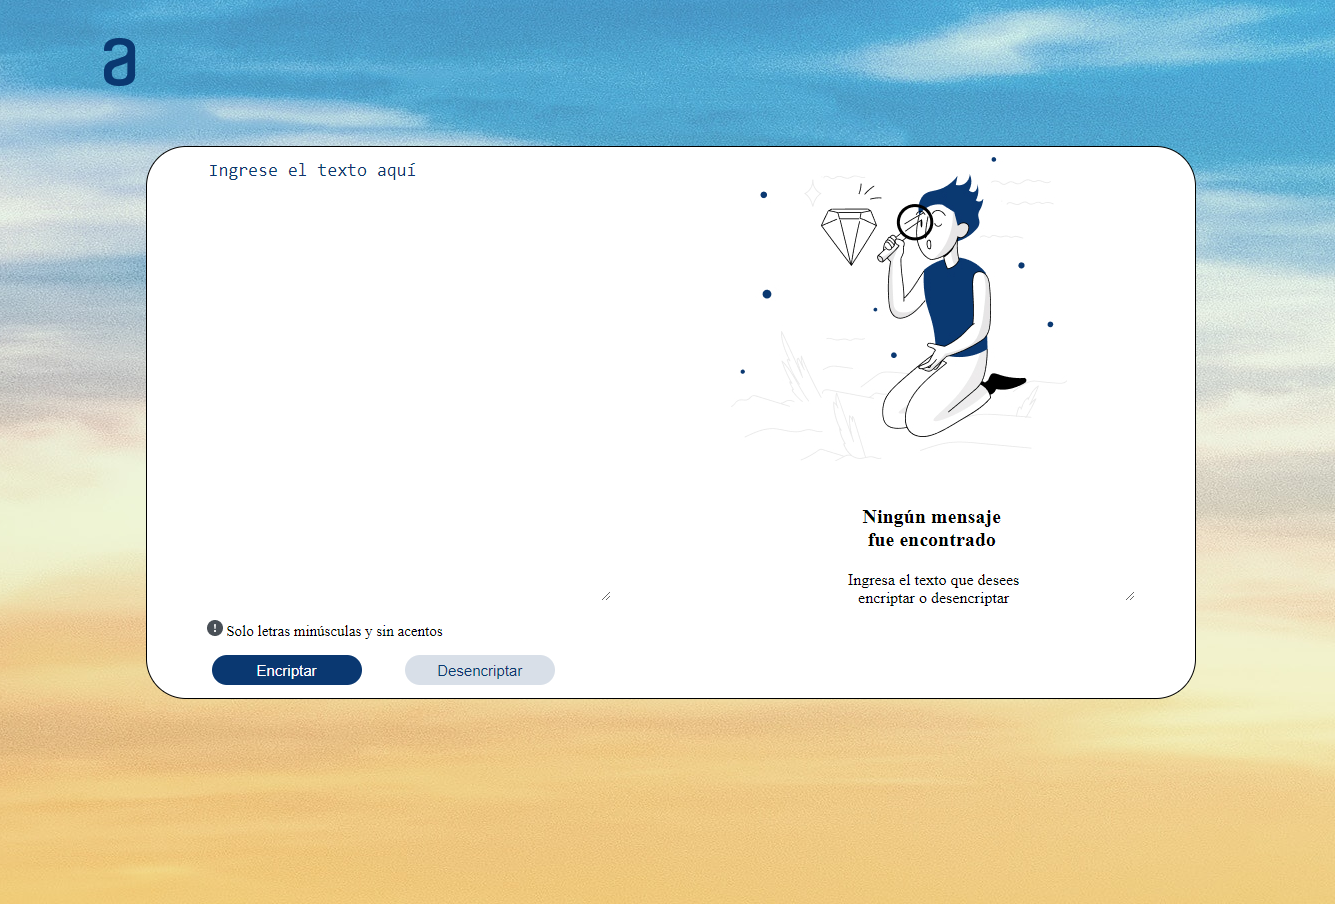 a
Ingrese el texto aquí
Ningún mensaje
fue encontrado
Ingresa el texto que desees
encriptar o desencriptar
Solo letras minúsculas y sin acentos
Encriptar
Desencriptar